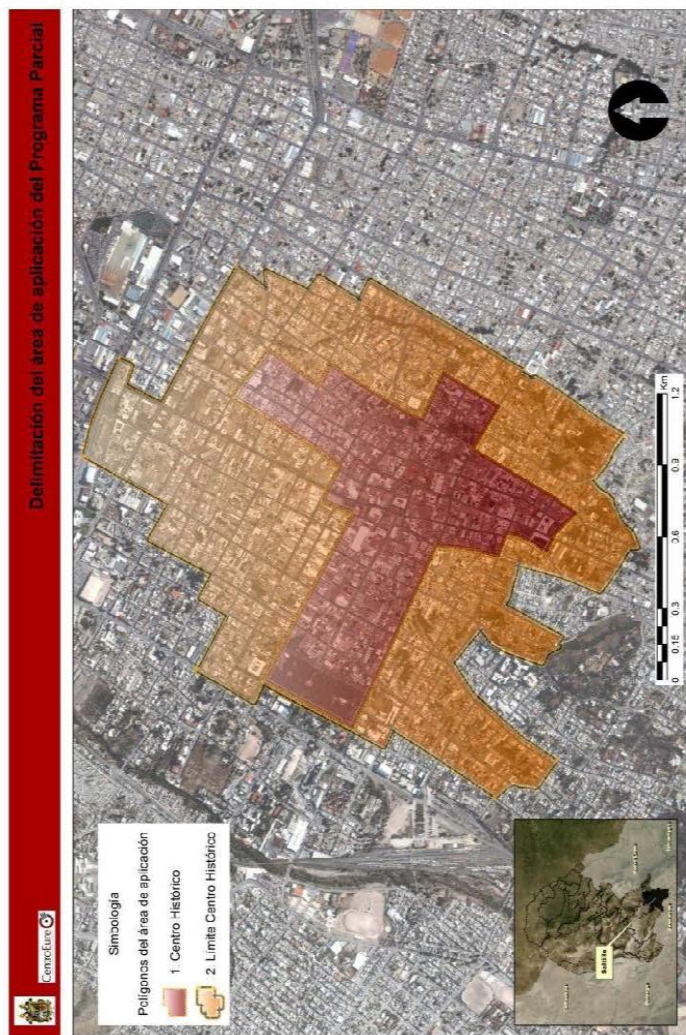 Delimitación del área de aplicación del Programa Parcial
CentroEure
Simbología
Polígonos del área de aplicación
1. Centro Histórico
2. Límite Centro Histórico
Saltillo
0 0.15 0.3 0.6 0.9 1.2
Km